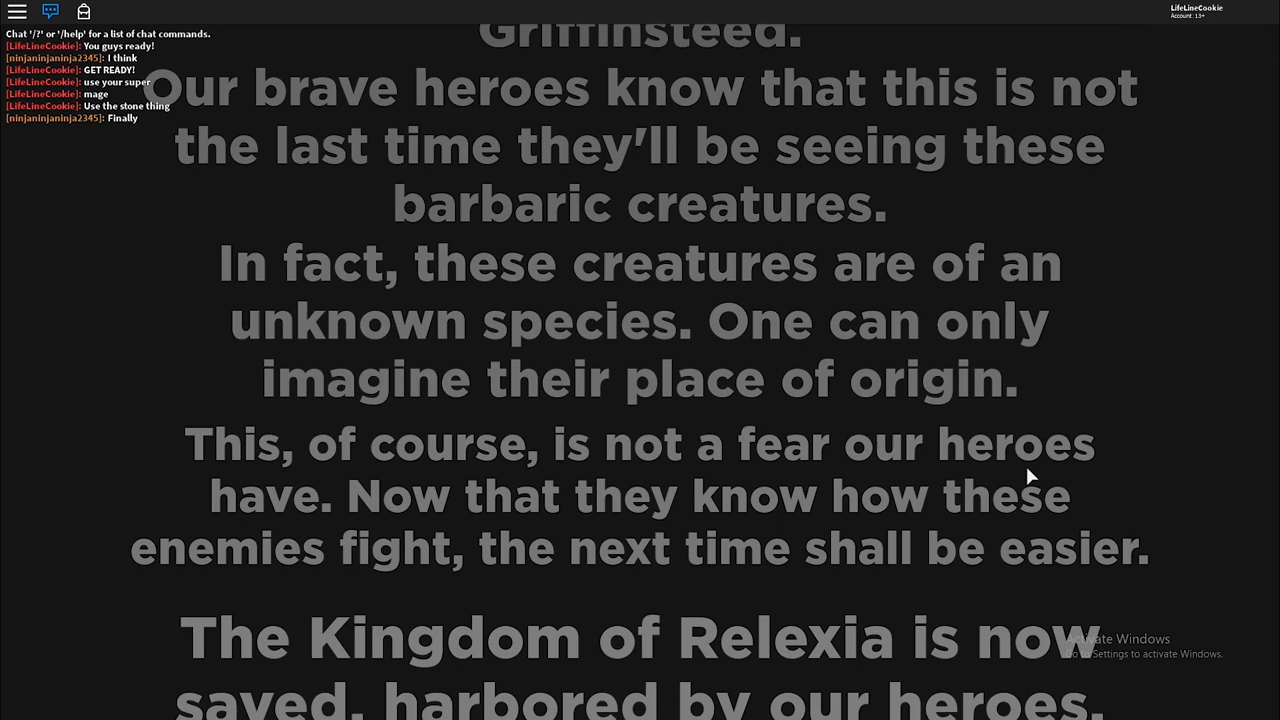 LifeLineCookie
Account: 13+
Chat '/?' or '/help' for a list of chat commands.
[LifeLineCookie]: You guys ready!
[ninjaninjaninja2345]: I think
[LifeLineCookie]: GET READY!
[LifeLineCookie]: use your super
[LifeLineCookie]: mage
[LifeLineCookie]: Use the stone thing
[ninjaninjaninja2345]: Finally
Griffinsteed.
Our brave heroes know that this is not
the last time they'll be seeing these
barbaric creatures.
In fact, these creatures are of an
unknown species. One can only
imagine their place of origin.
This, of course, is not a fear our heroes
have. Now that they know how these
enemies fight, the next time shall be easier.
The Kingdom of Relexia is now
saved, harbored by our heroes.
Activate Windows
Go to Settings to activate Windows.